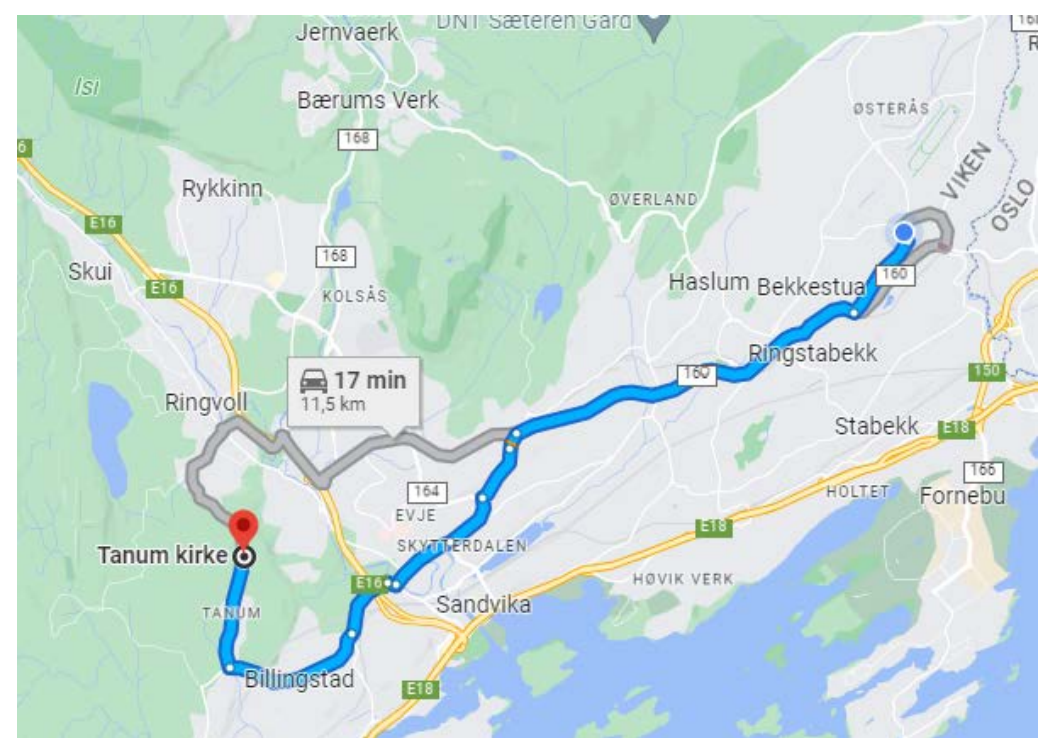 DNT Sæteren Gård
Jernvaerk
Isi
Bærums Verk
168
ØSTERÅS
VIKEN
OSLO
Rykkinn
ØVERLAND
E16
168
Skui
E16
KOLSÅS
Haslum
Bekkestua
160
17 min
11,5 km
Ringstabekk
160
150
Ringvoll
Stabekk
E18
166
164
HOLTET
Fornebu
EVJE
E18
SKYTTERDALEN
Tanum kirke
E16
HØVIK VERK
TANUM
Sandvika
Billingstad
E18